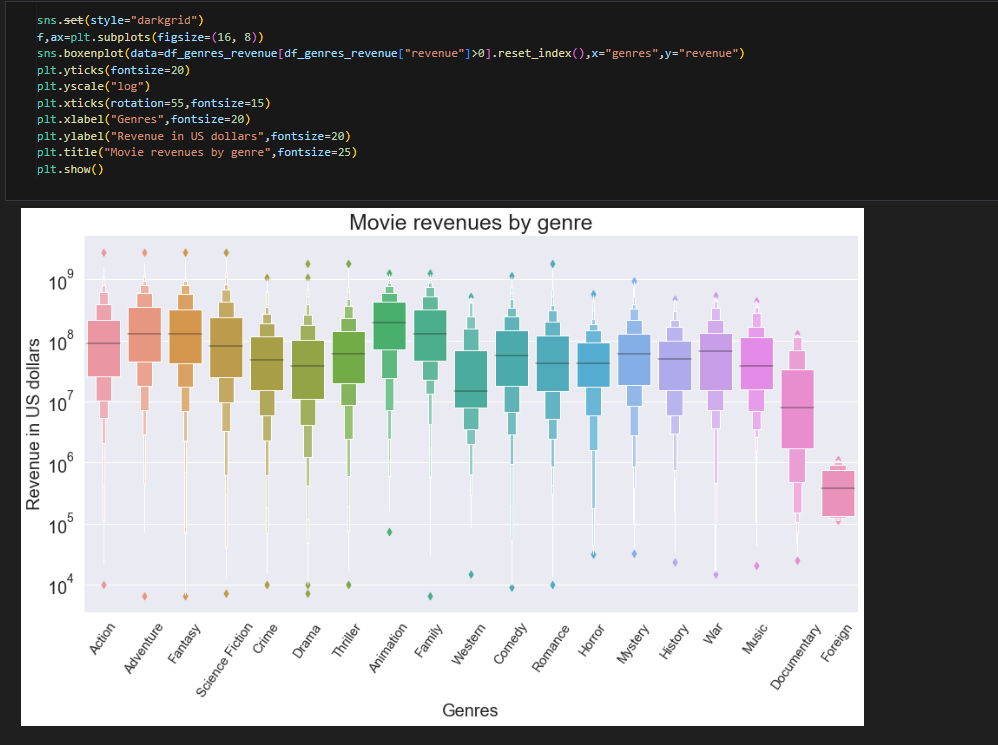 sns.set(style="darkgrid")
f,ax=plt.subplots(figsize=(16, 8))
sns.boxenplot(data=df_genres_revenue[df_genres_revenue["revenue"]>0].reset_index(),x="genres",y="revenue")
plt.yticks(fontsize=20)
plt.yscale("log")
plt.xticks(rotation=55,fontsize=15)
plt.xlabel("Genres",fontsize=20)
plt.ylabel("Revenue in US dollars",fontsize=20)
plt.title("Movie revenues by genre",fontsize=25)
plt.show()
Movie revenues by genre
Revenue in US dollars
10⁹
10⁸
10⁷
10⁶
10⁵
10⁴
Action
Adventure
Fantasy
Science Fiction
Crime
Drama
Thriller
Animation
Family
Western
Comedy
Romance
Horror
Mystery
History
War
Music
Documentary
Foreign
Genres